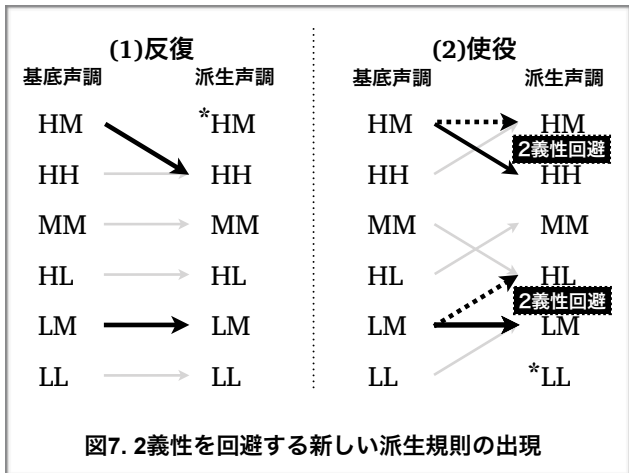 (1)反復
(2)使役
基底声調 派生声調
基底声調 派生声調
HM *HM
HH HH
MM MM
HL HL
LM LM
LL LL
HM HM
2義性回避
HH HH
MM MM
HL HL
2義性回避
LM LM
LL *LL
図7. 2義性を回避する新しい派生規則の出現